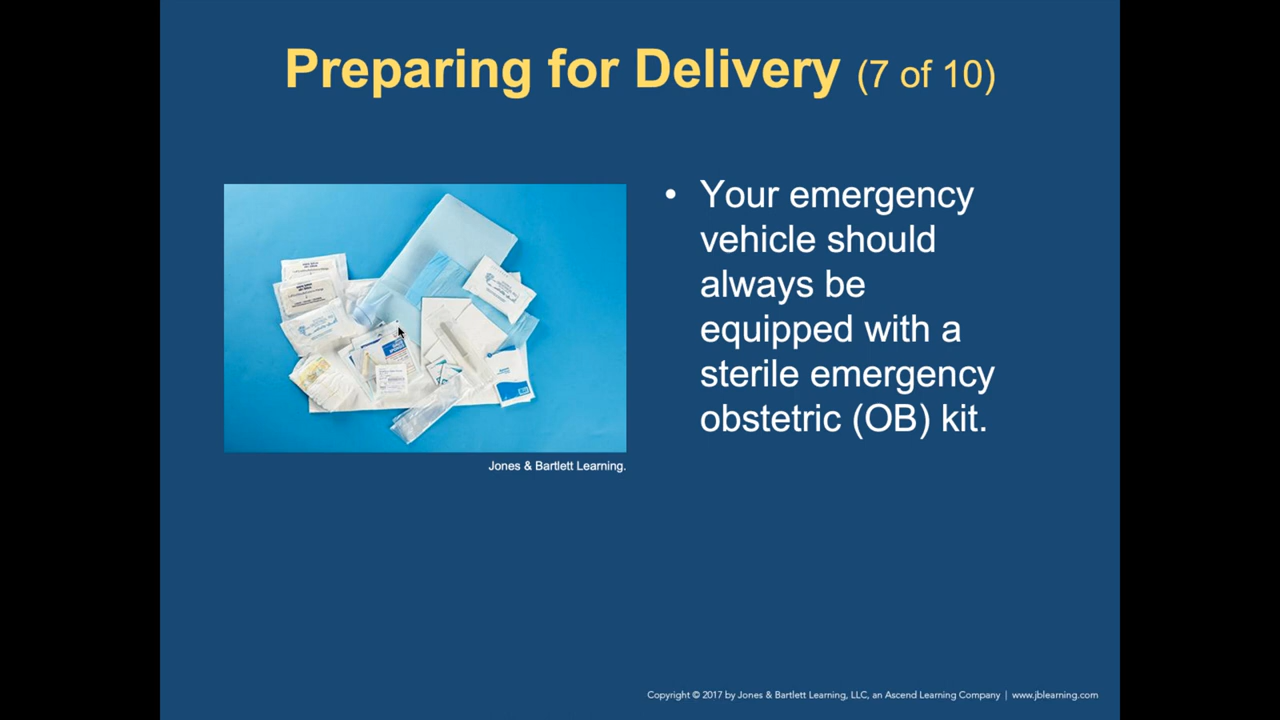 Preparing for Delivery (7 of 10)
• Your emergency
vehicle should
always be
equipped with a
sterile emergency
obstetric (OB) kit.
Jones & Bartlett Learning.
Copyright © 2017 by Jones & Bartlett Learning, LLC, an Ascend Learning Company | www.jblearning.com